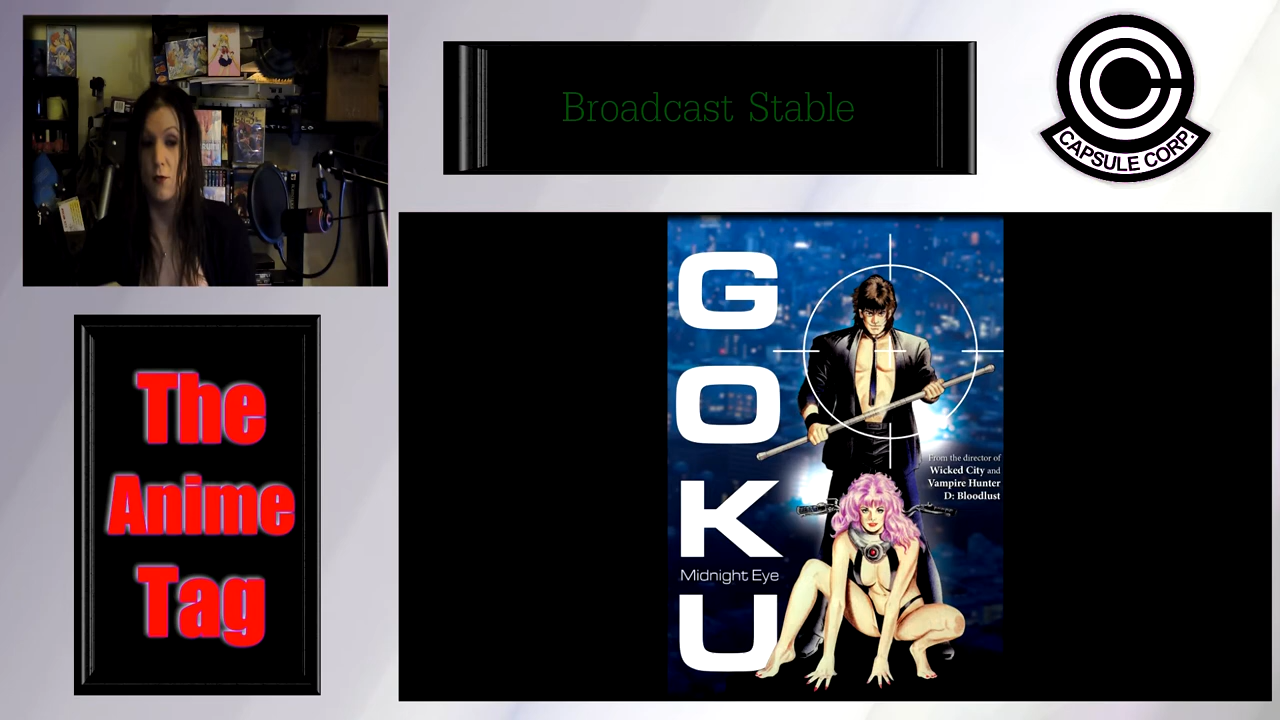 Broadcast Stable
CAPSULE CORP.
The
Anime
Tag
G
O
K
Midnight Eye
U
From the director of
Wicked City and
Vampire Hunter
D: Bloodlust